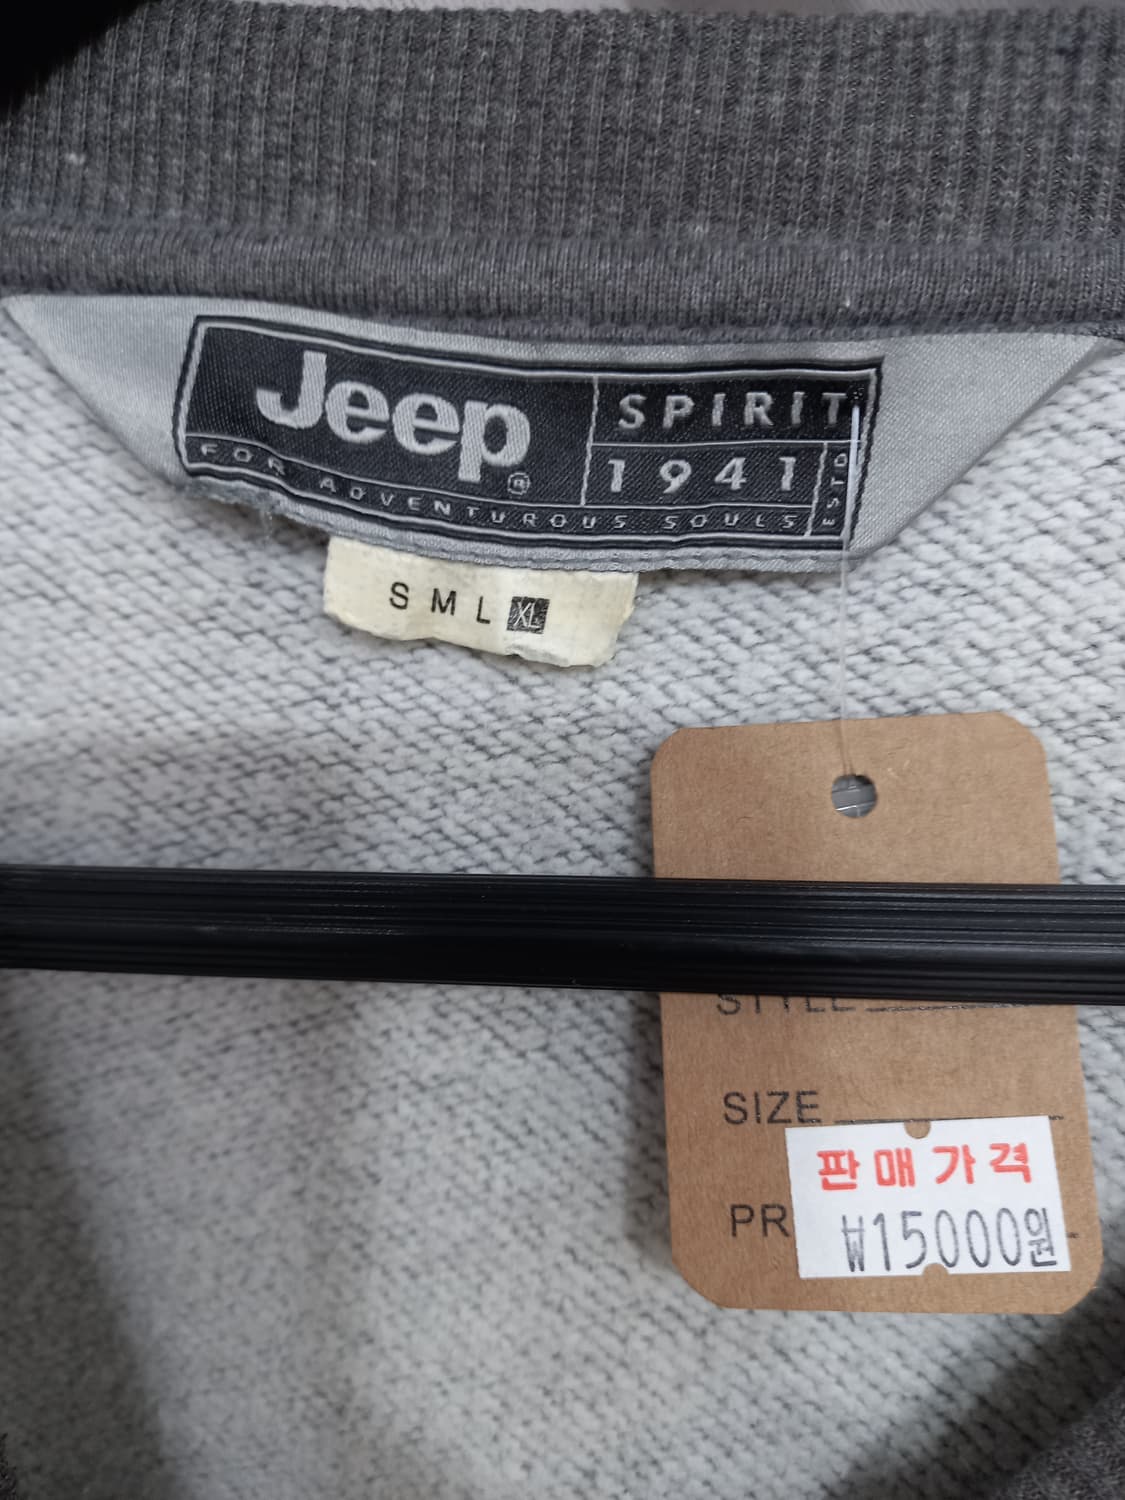 Jeep®
SPIRIT
1941
ESTD
FOR ADVENTUROUS SOULS
S M L XL
STYLE
SIZE
판매가격
PR
₩15000원